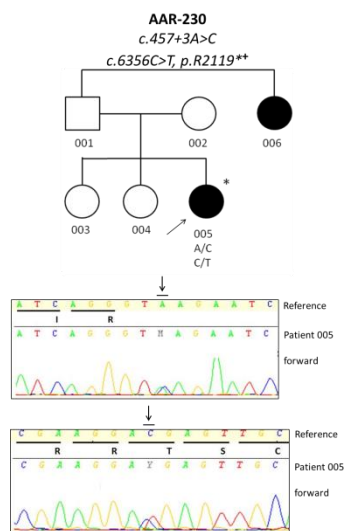 AAR-230
c.457+3A>C
c.6356C>T, p.R2119*+
001
002
006
003
004
*
005
A/C
C/T
A T C A G G G T A A G A A T C Reference
I R
A T C A G G G T M A G A A T C Patient 005
forward
C G A A G G A C G A G T T G C Reference
R R T S C
C G A A G G A Y G A G T T G C Patient 005
forward